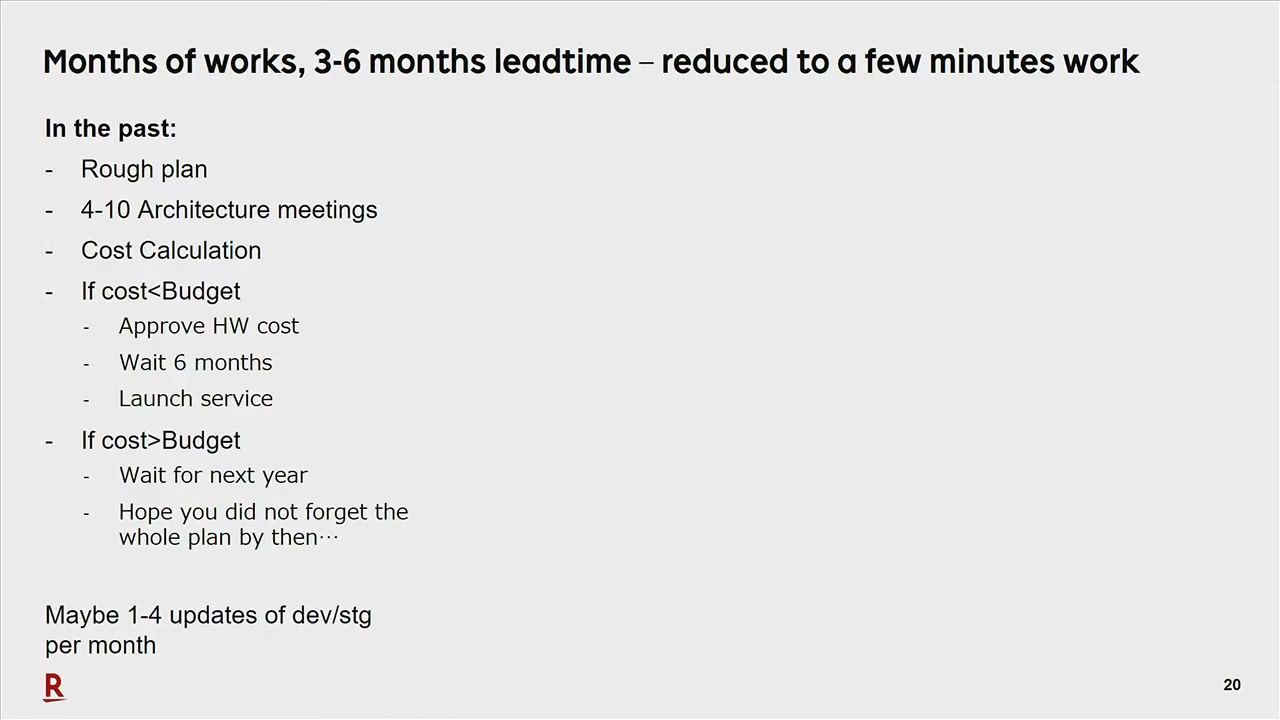 Months of works, 3-6 months leadtime – reduced to a few minutes work
In the past:
- Rough plan
- 4-10 Architecture meetings
- Cost Calculation
- If cost<Budget
- Approve HW cost
- Wait 6 months
- Launch service
- If cost>Budget
- Wait for next year
- Hope you did not forget the
whole plan by then…
Maybe 1-4 updates of dev/stg
per month
R
20